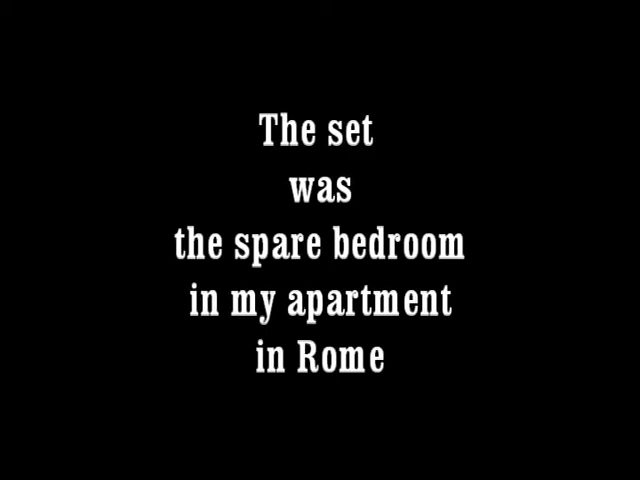 The set
was
the spare bedroom
in my apartment
in Rome